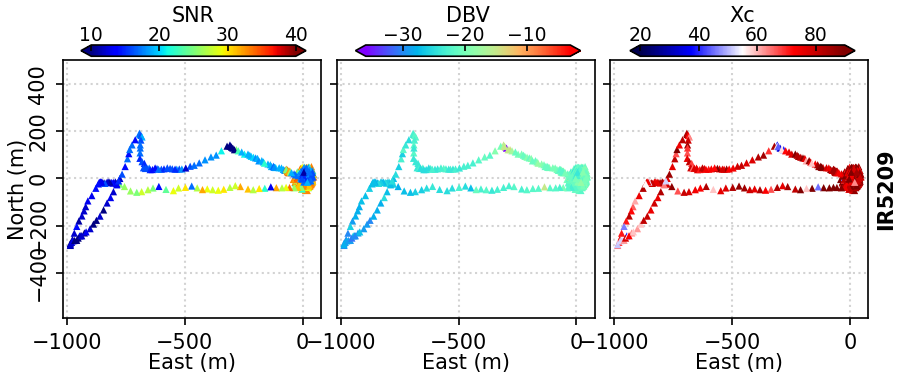 SNR DBV Xc
10 20 30 40 −30 −20 −10 20 40 60 80
400
200
0
−200
−400
North (m)
IR5209
−1000 −500 0 −1000 −500 0 −1000 −500 0
East (m) East (m) East (m)